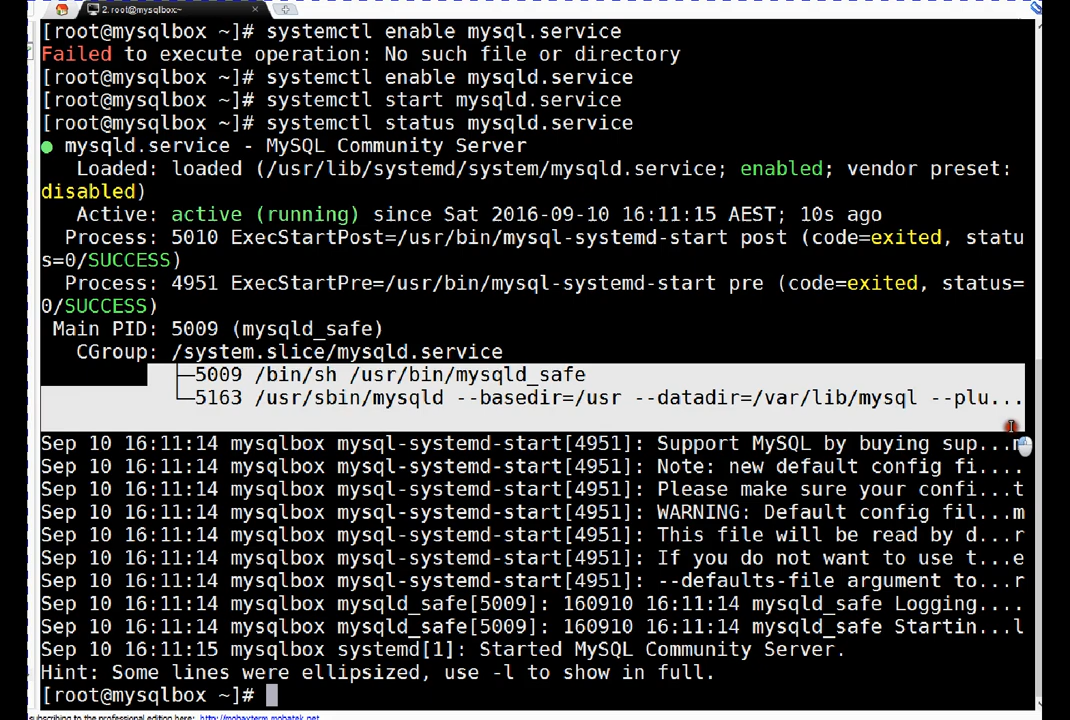 2. root@mysqlbox:~
[root@mysqlbox ~]# systemctl enable mysql.service
Failed to execute operation: No such file or directory
[root@mysqlbox ~]# systemctl enable mysqld.service
[root@mysqlbox ~]# systemctl start mysqld.service
[root@mysqlbox ~]# systemctl status mysqld.service
● mysqld.service - MySQL Community Server
Loaded: loaded (/usr/lib/systemd/system/mysqld.service; enabled; vendor preset:
disabled)
Active: active (running) since Sat 2016-09-10 16:11:15 AEST; 10s ago
Process: 5010 ExecStartPost=/usr/bin/mysql-systemd-start post (code=exited, statu
s=0/SUCCESS)
Process: 4951 ExecStartPre=/usr/bin/mysql-systemd-start pre (code=exited, status=
0/SUCCESS)
Main PID: 5009 (mysqld_safe)
CGroup: /system.slice/mysqld.service
├─5009 /bin/sh /usr/bin/mysqld_safe
└─5163 /usr/sbin/mysqld --basedir=/usr --datadir=/var/lib/mysql --plu...
Sep 10 16:11:14 mysqlbox mysql-systemd-start[4951]: Support MySQL by buying sup...m
Sep 10 16:11:14 mysqlbox mysql-systemd-start[4951]: Note: new default config fi....
Sep 10 16:11:14 mysqlbox mysql-systemd-start[4951]: Please make sure your confi...t
Sep 10 16:11:14 mysqlbox mysql-systemd-start[4951]: WARNING: Default config fil...m
Sep 10 16:11:14 mysqlbox mysql-systemd-start[4951]: This file will be read by d...r
Sep 10 16:11:14 mysqlbox mysql-systemd-start[4951]: If you do not want to use t...e
Sep 10 16:11:14 mysqlbox mysql-systemd-start[4951]: --defaults-file argument to...r
Sep 10 16:11:14 mysqlbox mysqld_safe[5009]: 160910 16:11:14 mysqld_safe Logging....
Sep 10 16:11:14 mysqlbox mysqld_safe[5009]: 160910 16:11:14 mysqld_safe Startin...l
Sep 10 16:11:15 mysqlbox systemd[1]: Started MySQL Community Server.
Hint: Some lines were ellipsized, use -l to show in full.
[root@mysqlbox ~]#
subscribing to the professional edition here: http://mobaxterm.mobatek.net